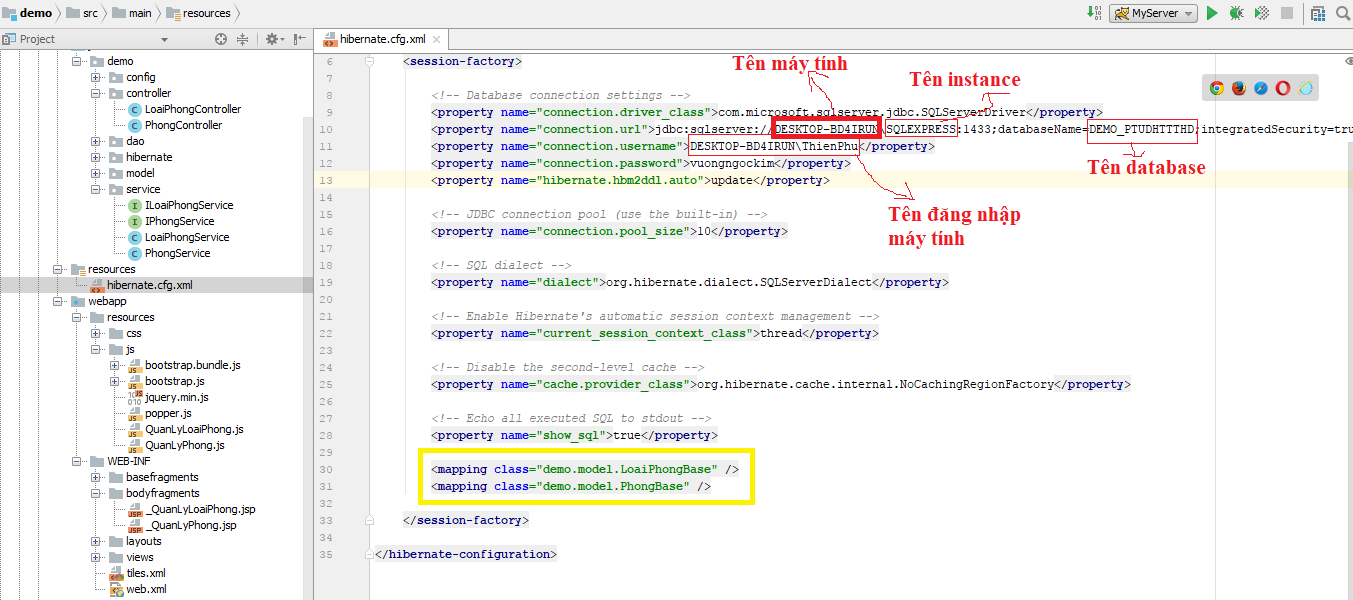 demo src main resources MyServer
Project hibernate.cfg.xml
demo
config
controller
LoaiPhongController
PhongController
dao
hibernate
model
service
ILoaiPhongService
IPhongService
LoaiPhongService
PhongService
resources
hibernate.cfg.xml
webapp
resources
css
js
bootstrap.bundle.js
bootstrap.js
jquery.min.js
popper.js
QuanLyLoaiPhong.js
QuanLyPhong.js
WEB-INF
basefragments
bodyfragments
_QuanLyLoaiPhong.jsp
_QuanLyPhong.jsp
layouts
views
tiles.xml
web.xml
6 <session-factory>
Tên máy tính
7
Tên instance
8 <!-- Database connection settings -->
9 <property name="connection.driver_class">com.microsoft.sqlserver.jdbc.SQLServerDriver</property>
10 <property name="connection.url">jdbc:sqlserver://DESKTOP-BD4IRUN\SQLEXPRESS:1433;databaseName=DEMO_PTUDHTTTHD;integratedSecurity=tru
11 <property name="connection.username">DESKTOP-BD4IRUN\ThienPhu</property>
12 <property name="connection.password">vuongngockim</property>
Tên database
13 <property name="hibernate.hbm2ddl.auto">update</property>
14
15 <!-- JDBC connection pool (use the built-in) -->
Tên đăng nhập
máy tính
16 <property name="connection.pool_size">10</property>
17
18 <!-- SQL dialect -->
19 <property name="dialect">org.hibernate.dialect.SQLServerDialect</property>
20
21 <!-- Enable Hibernate's automatic session context management -->
22 <property name="current_session_context_class">thread</property>
23
24 <!-- Disable the second-level cache -->
25 <property name="cache.provider_class">org.hibernate.cache.internal.NoCachingRegionFactory</property>
26
27 <!-- Echo all executed SQL to stdout -->
28 <property name="show_sql">true</property>
29
30 <mapping class="demo.model.LoaiPhongBase" />
31 <mapping class="demo.model.PhongBase" />
32
33 </session-factory>
34
35 </hibernate-configuration>